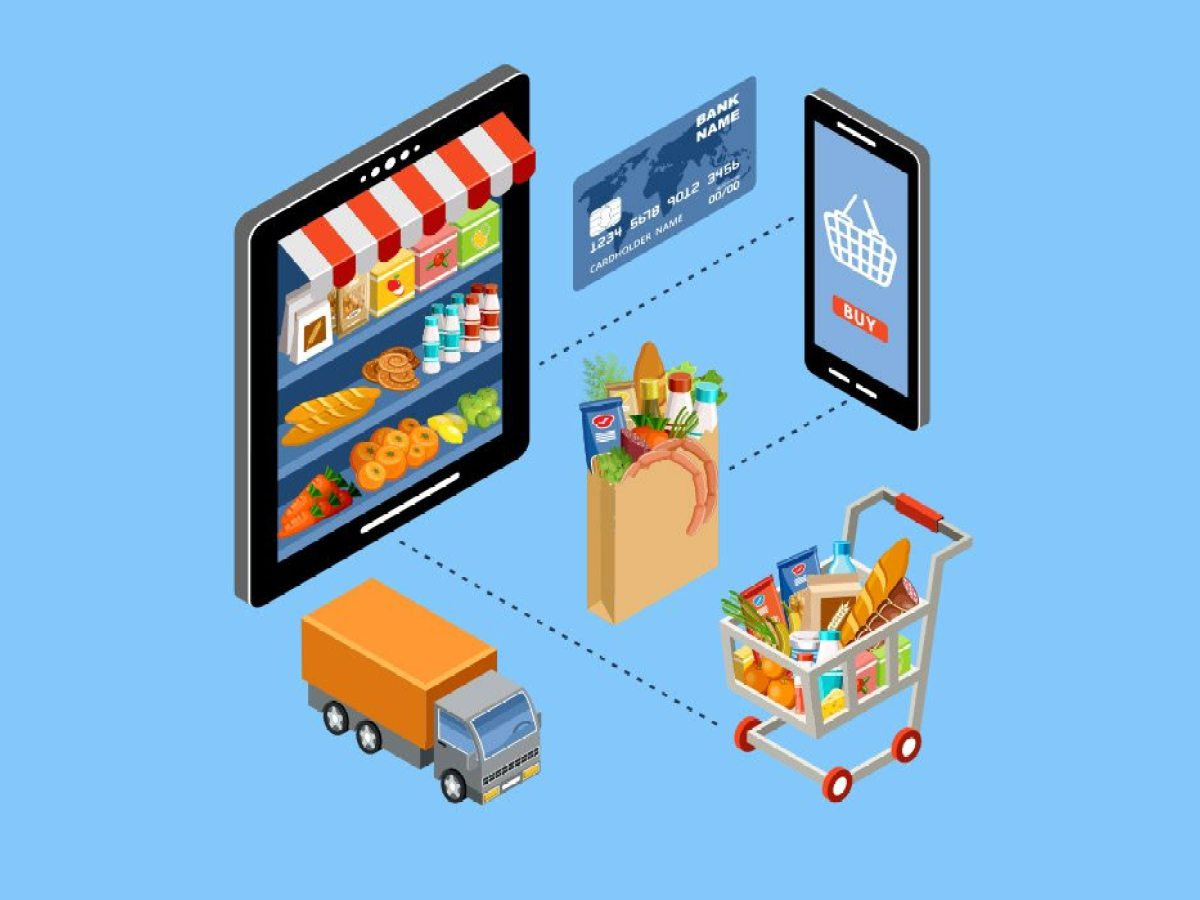 BANK
NAME
1234 5678 9012 3456
00/00
CARDHOLDER NAME
BUY